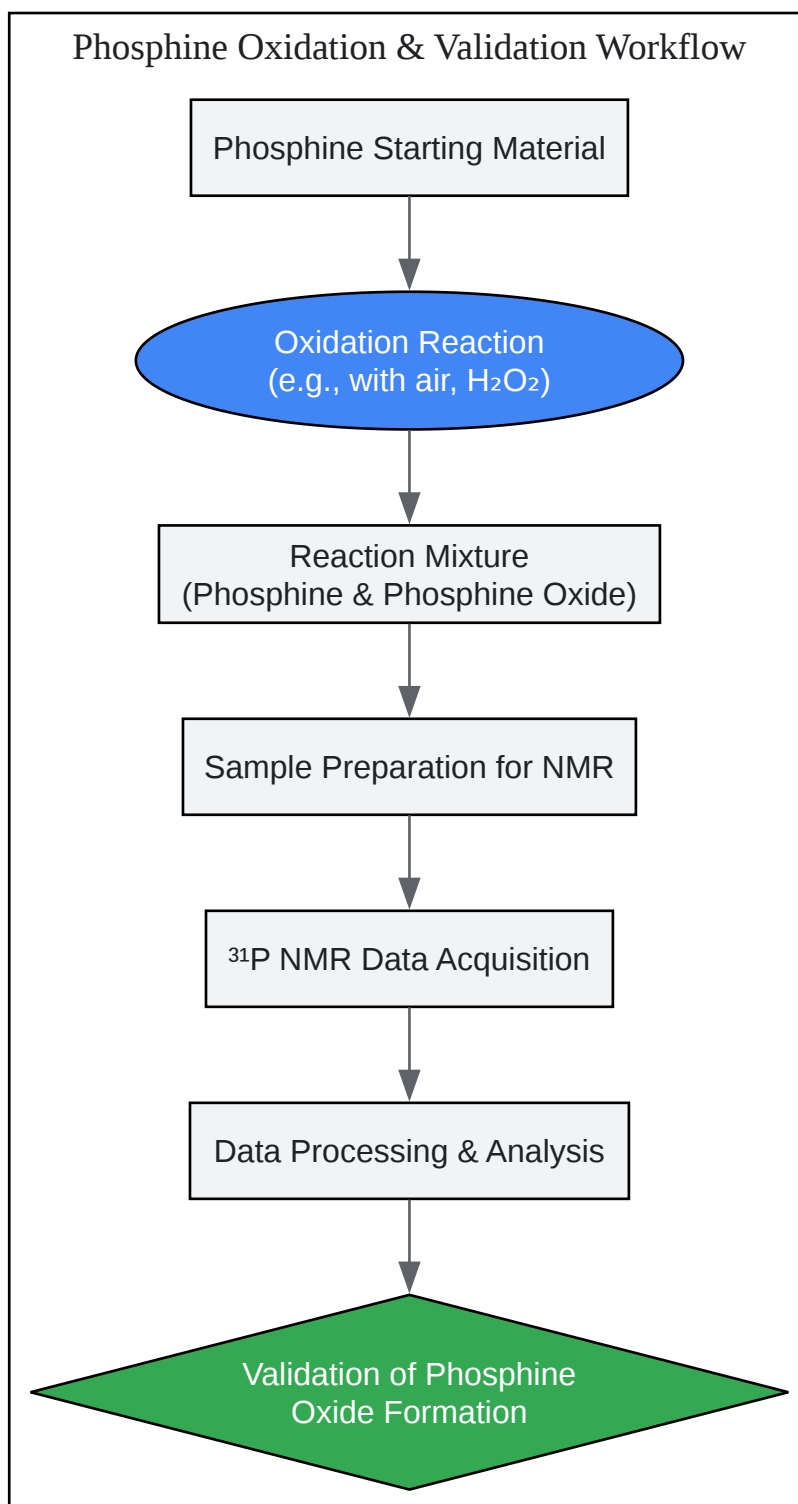 Phosphine Oxidation & Validation Workflow
Phosphine Starting Material
Oxidation Reaction
(e.g., with air, H₂O₂)
Reaction Mixture
(Phosphine & Phosphine Oxide)
Sample Preparation for NMR
³¹P NMR Data Acquisition
Data Processing & Analysis
Validation of Phosphine
Oxide Formation